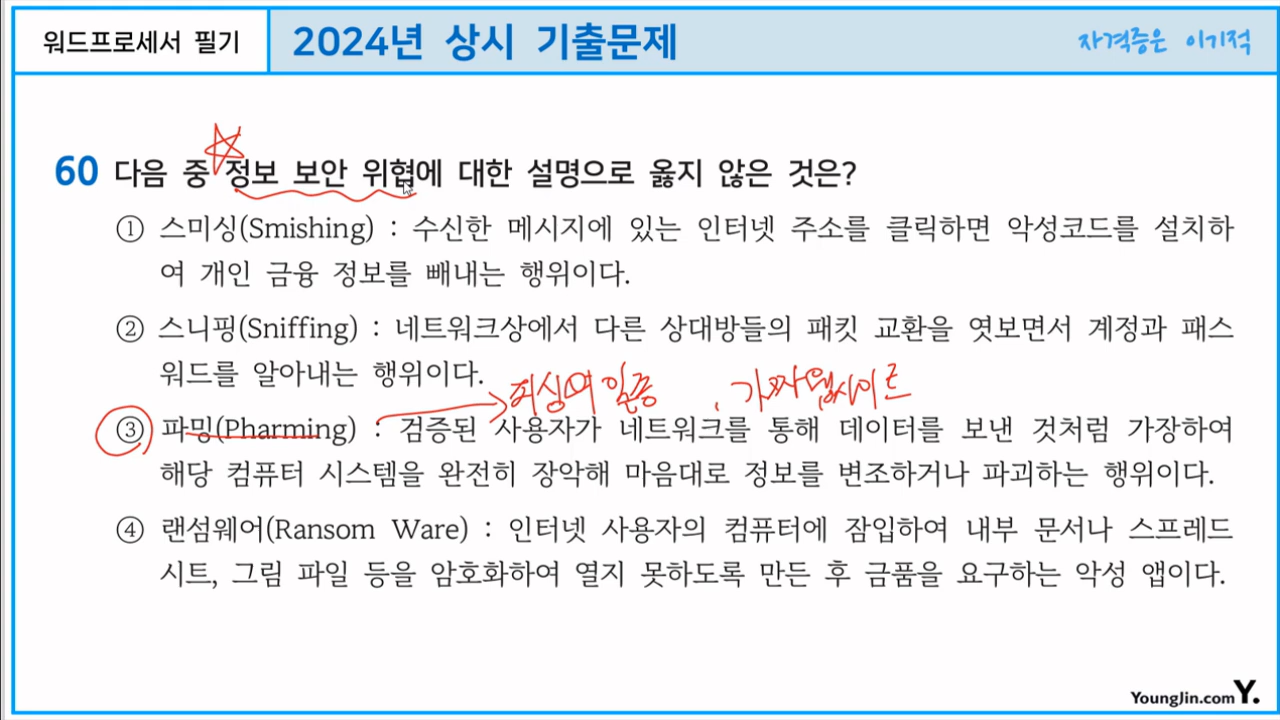 워드프로세서 필기
2024년 상시 기출문제
자격증은 이기적
60 다음 중 정보 보안 위협에 대한 설명으로 옳지 않은 것은?
① 스미싱(Smishing) : 수신한 메시지에 있는 인터넷 주소를 클릭하면 악성코드를 설치하
여 개인 금융 정보를 빼내는 행위이다.
② 스니핑(Sniffing) : 네트워크상에서 다른 상대방들의 패킷 교환을 엿보면서 계정과 패스
워드를 알아내는 행위이다.
피싱의 일종, 가짜 웹사이트
③ 파밍(Pharming) : 검증된 사용자가 네트워크를 통해 데이터를 보낸 것처럼 가장하여
해당 컴퓨터 시스템을 완전히 장악해 마음대로 정보를 변조하거나 파괴하는 행위이다.
④ 랜섬웨어(Ransom Ware) : 인터넷 사용자의 컴퓨터에 잠입하여 내부 문서나 스프레드
시트, 그림 파일 등을 암호화하여 열지 못하도록 만든 후 금품을 요구하는 악성 앱이다.
YoungJin.com Y.